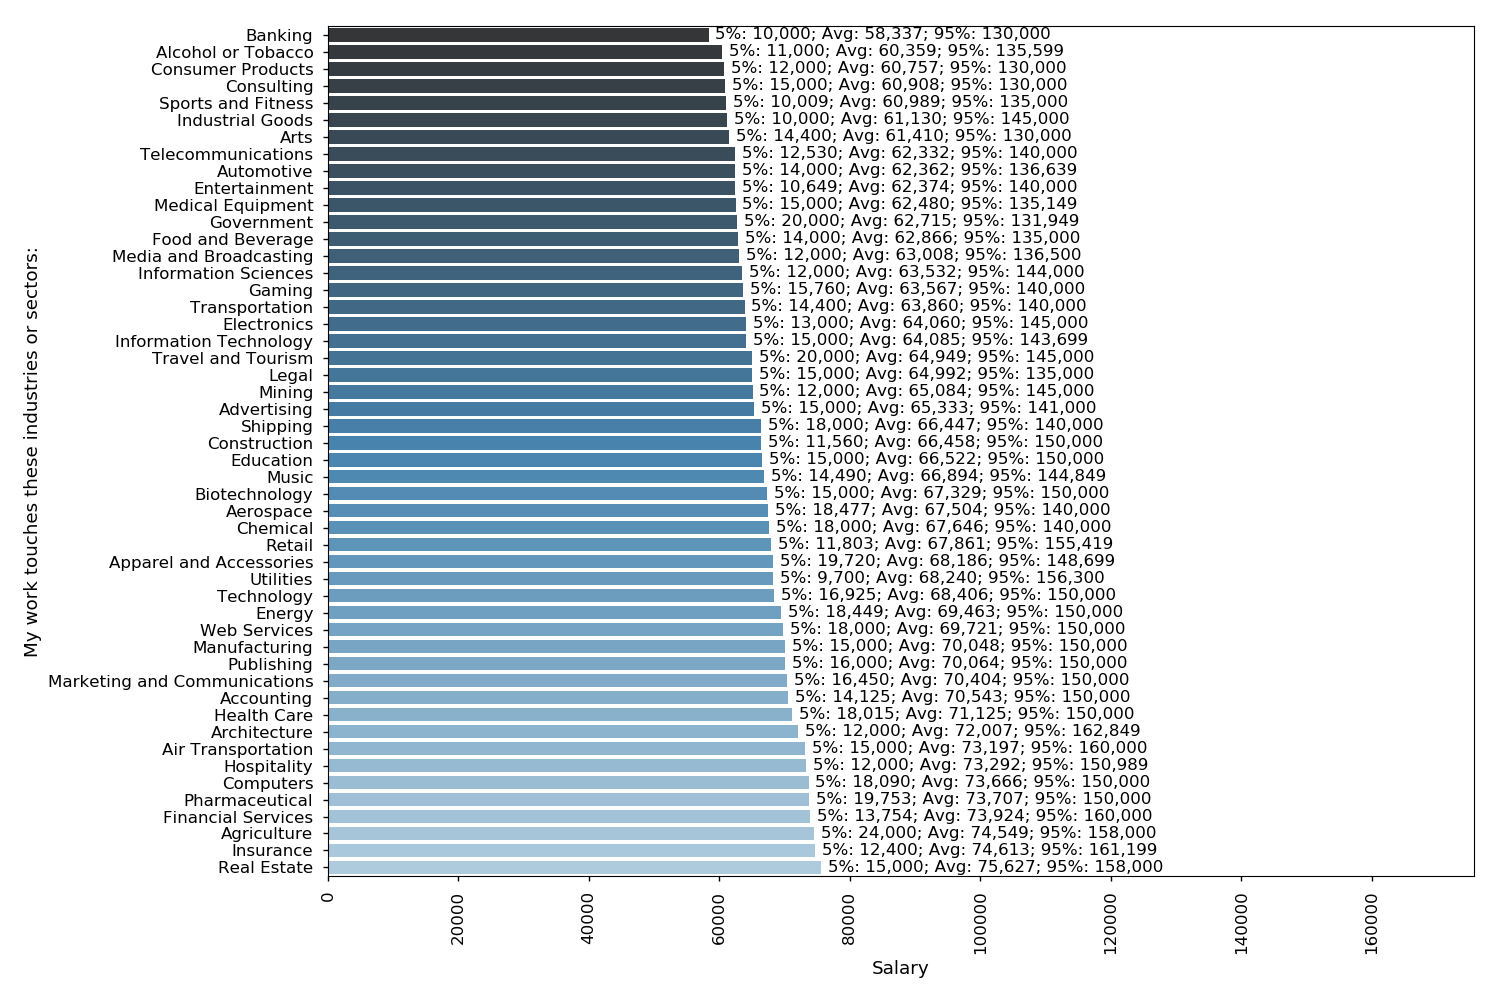 My work touches these industries or sectors:
Banking 5%: 10,000; Avg: 58,337; 95%: 130,000
Alcohol or Tobacco 5%: 11,000; Avg: 60,359; 95%: 135,599
Consumer Products 5%: 12,000; Avg: 60,757; 95%: 130,000
Consulting 5%: 15,000; Avg: 60,908; 95%: 130,000
Sports and Fitness 5%: 10,009; Avg: 60,989; 95%: 135,000
Industrial Goods 5%: 10,000; Avg: 61,130; 95%: 145,000
Arts 5%: 14,400; Avg: 61,410; 95%: 130,000
Telecommunications 5%: 12,530; Avg: 62,332; 95%: 140,000
Automotive 5%: 14,000; Avg: 62,362; 95%: 136,639
Entertainment 5%: 10,649; Avg: 62,374; 95%: 140,000
Medical Equipment 5%: 15,000; Avg: 62,480; 95%: 135,149
Government 5%: 20,000; Avg: 62,715; 95%: 131,949
Food and Beverage 5%: 14,000; Avg: 62,866; 95%: 135,000
Media and Broadcasting 5%: 12,000; Avg: 63,008; 95%: 136,500
Information Sciences 5%: 12,000; Avg: 63,532; 95%: 144,000
Gaming 5%: 15,760; Avg: 63,567; 95%: 140,000
Transportation 5%: 14,400; Avg: 63,860; 95%: 140,000
Electronics 5%: 13,000; Avg: 64,060; 95%: 145,000
Information Technology 5%: 15,000; Avg: 64,085; 95%: 143,699
Travel and Tourism 5%: 20,000; Avg: 64,949; 95%: 145,000
Legal 5%: 15,000; Avg: 64,992; 95%: 135,000
Mining 5%: 12,000; Avg: 65,084; 95%: 145,000
Advertising 5%: 15,000; Avg: 65,333; 95%: 141,000
Shipping 5%: 18,000; Avg: 66,447; 95%: 140,000
Construction 5%: 11,560; Avg: 66,458; 95%: 150,000
Education 5%: 15,000; Avg: 66,522; 95%: 150,000
Music 5%: 14,490; Avg: 66,894; 95%: 144,849
Biotechnology 5%: 15,000; Avg: 67,329; 95%: 150,000
Aerospace 5%: 18,477; Avg: 67,504; 95%: 140,000
Chemical 5%: 18,000; Avg: 67,646; 95%: 140,000
Retail 5%: 11,803; Avg: 67,861; 95%: 155,419
Apparel and Accessories 5%: 19,720; Avg: 68,186; 95%: 148,699
Utilities 5%: 9,700; Avg: 68,240; 95%: 156,300
Technology 5%: 16,925; Avg: 68,406; 95%: 150,000
Energy 5%: 18,449; Avg: 69,463; 95%: 150,000
Web Services 5%: 18,000; Avg: 69,721; 95%: 150,000
Manufacturing 5%: 15,000; Avg: 70,048; 95%: 150,000
Publishing 5%: 16,000; Avg: 70,064; 95%: 150,000
Marketing and Communications 5%: 16,450; Avg: 70,404; 95%: 150,000
Accounting 5%: 14,125; Avg: 70,543; 95%: 150,000
Health Care 5%: 18,015; Avg: 71,125; 95%: 150,000
Architecture 5%: 12,000; Avg: 72,007; 95%: 162,849
Air Transportation 5%: 15,000; Avg: 73,197; 95%: 160,000
Hospitality 5%: 12,000; Avg: 73,292; 95%: 150,989
Computers 5%: 18,090; Avg: 73,666; 95%: 150,000
Pharmaceutical 5%: 19,753; Avg: 73,707; 95%: 150,000
Financial Services 5%: 13,754; Avg: 73,924; 95%: 160,000
Agriculture 5%: 24,000; Avg: 74,549; 95%: 158,000
Insurance 5%: 12,400; Avg: 74,613; 95%: 161,199
Real Estate 5%: 15,000; Avg: 75,627; 95%: 158,000
0 20000 40000 60000 80000 100000 120000 140000 160000
Salary